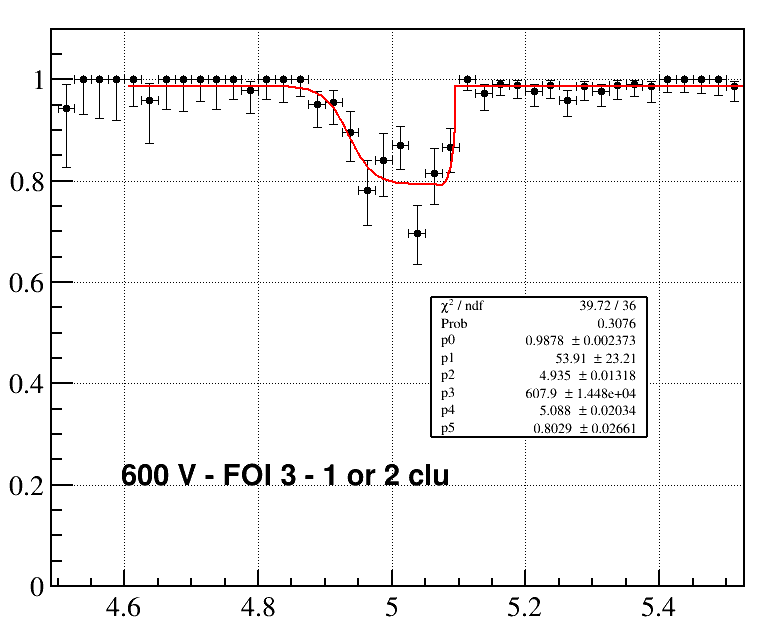 1
0.8
0.6
0.4
0.2
0
χ² / ndf 39.72 / 36
Prob 0.3076
p0 0.9878 ± 0.002373
p1 53.91 ± 23.21
p2 4.935 ± 0.01318
p3 607.9 ± 1.448e+04
p4 5.088 ± 0.02034
p5 0.8029 ± 0.02661
600 V - FOI 3 - 1 or 2 clu
4.6 4.8 5 5.2 5.4